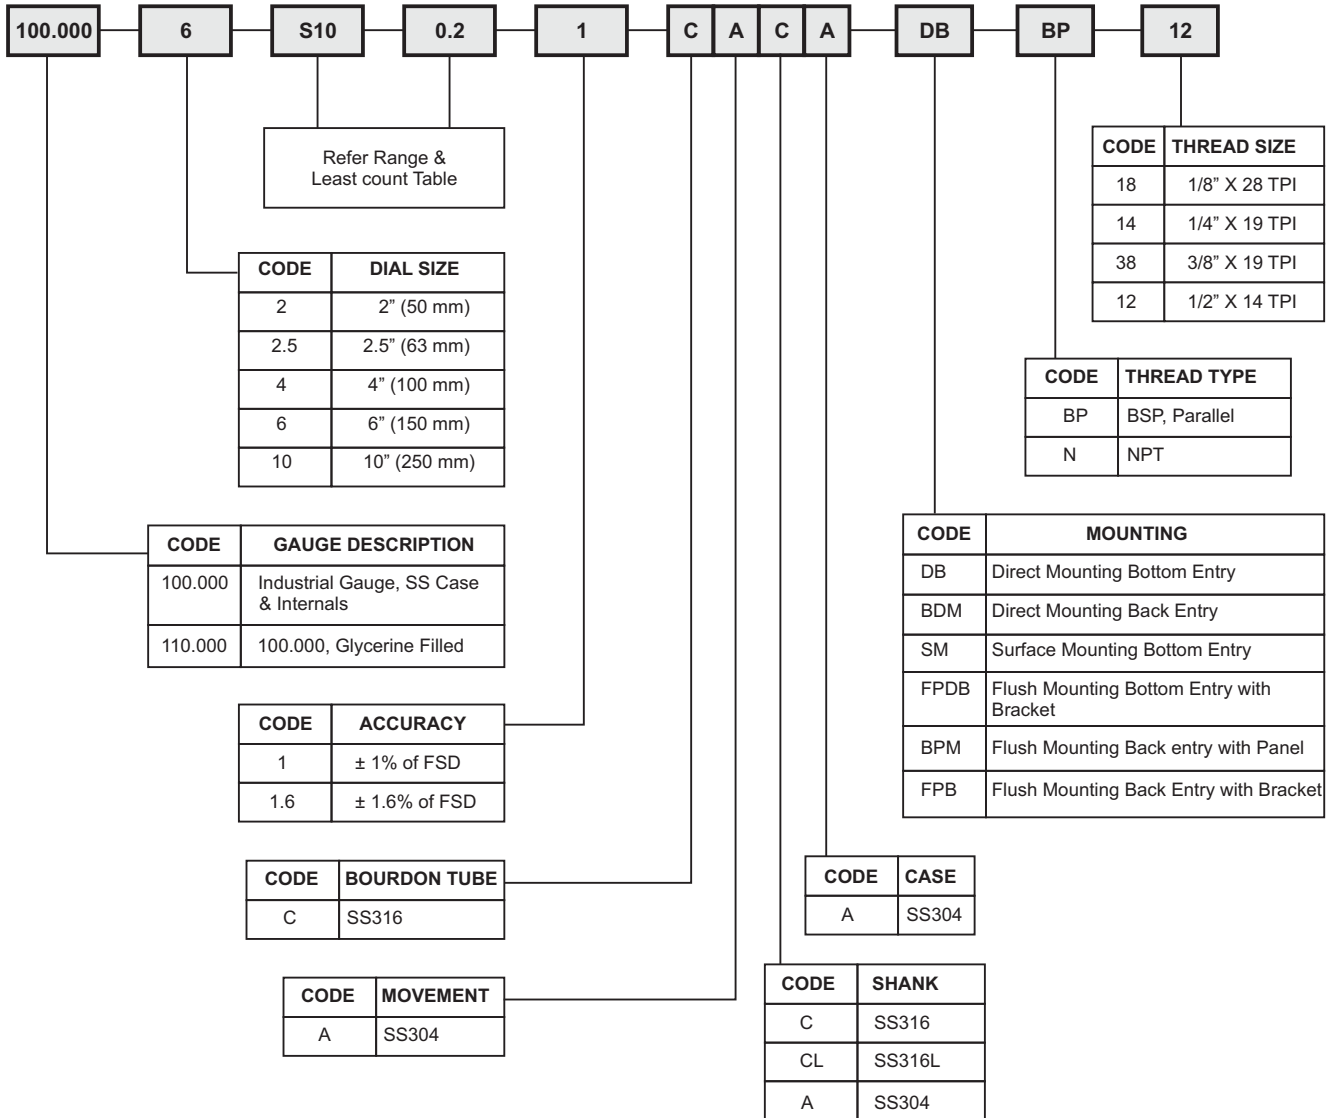 100.000 6 S10 0.2 1 C A C A DB BP 12
Refer Range &
Least count Table
CODE DIAL SIZE
2 2” (50 mm)
2.5 2.5” (63 mm)
4 4” (100 mm)
6 6” (150 mm)
10 10” (250 mm)
CODE GAUGE DESCRIPTION
100.000 Industrial Gauge, SS Case
& Internals
110.000 100.000, Glycerine Filled
CODE ACCURACY
1 ± 1% of FSD
1.6 ± 1.6% of FSD
CODE BOURDON TUBE
C SS316
CODE MOVEMENT
A SS304
CODE SHANK
C SS316
CL SS316L
A SS304
CODE CASE
A SS304
CODE MOUNTING
DB Direct Mounting Bottom Entry
BDM Direct Mounting Back Entry
SM Surface Mounting Bottom Entry
FPDB Flush Mounting Bottom Entry with
Bracket
BPM Flush Mounting Back entry with Panel
FPB Flush Mounting Back Entry with Bracket
CODE THREAD TYPE
BP BSP, Parallel
N NPT
CODE THREAD SIZE
18 1/8” X 28 TPI
14 1/4” X 19 TPI
38 3/8” X 19 TPI
12 1/2” X 14 TPI